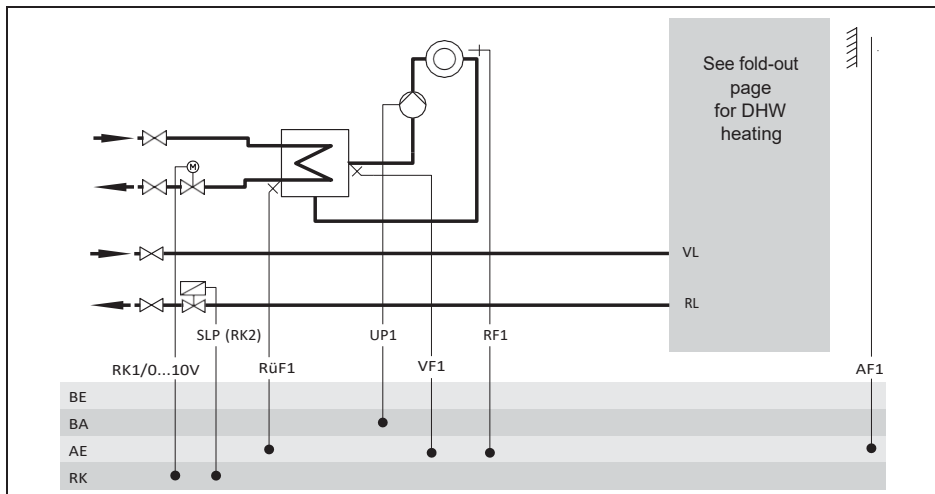 See fold-out
page
for DHW
heating
M
VL
RL
SLP (RK2)
UP1
RF1
RK1/0...10V
RüF1
VF1
AF1
BE
BA
AE
RK